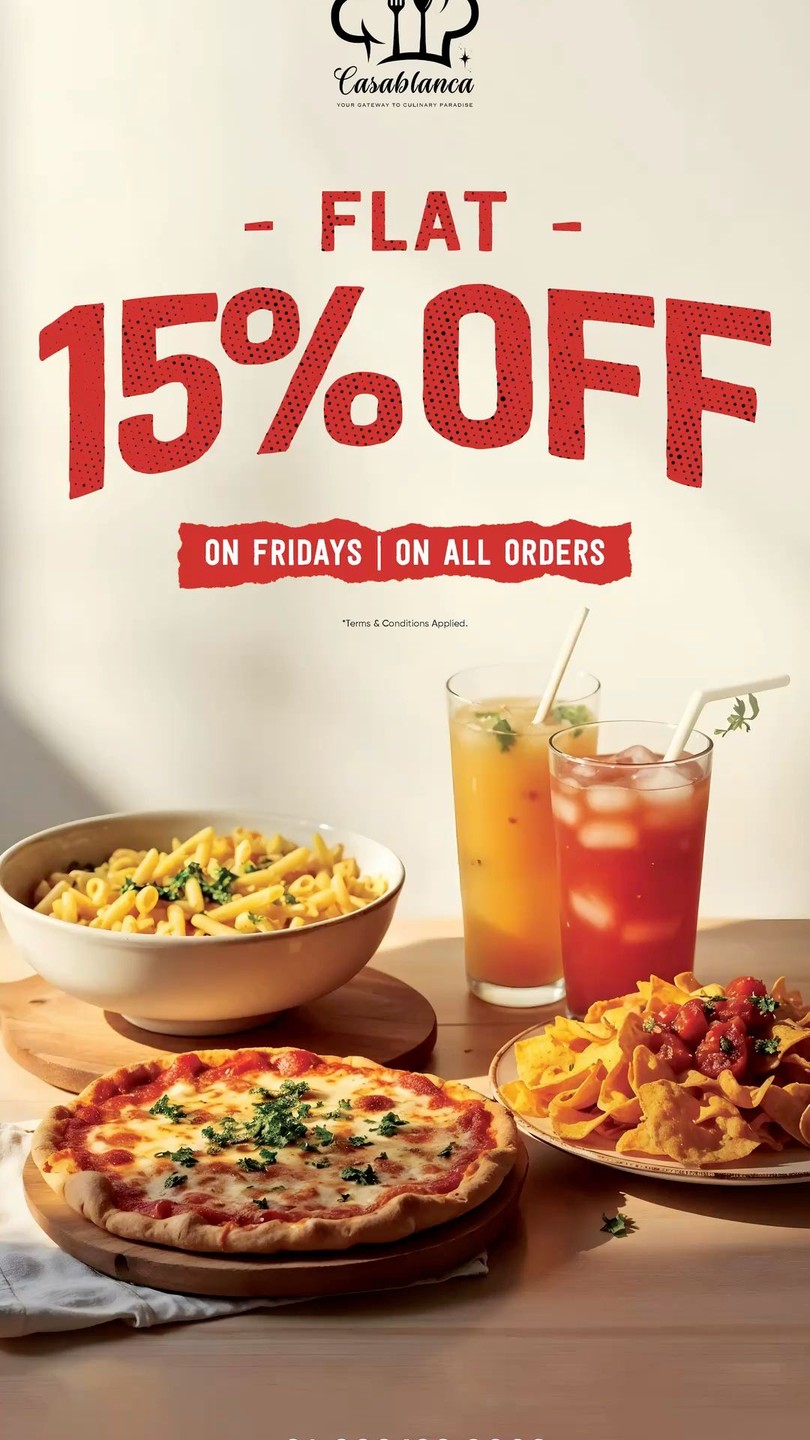 Casablanca
YOUR GATEWAY TO CULINARY PARADISE
- FLAT -
15% OFF
ON FRIDAYS | ON ALL ORDERS
*Terms & Conditions Applied.